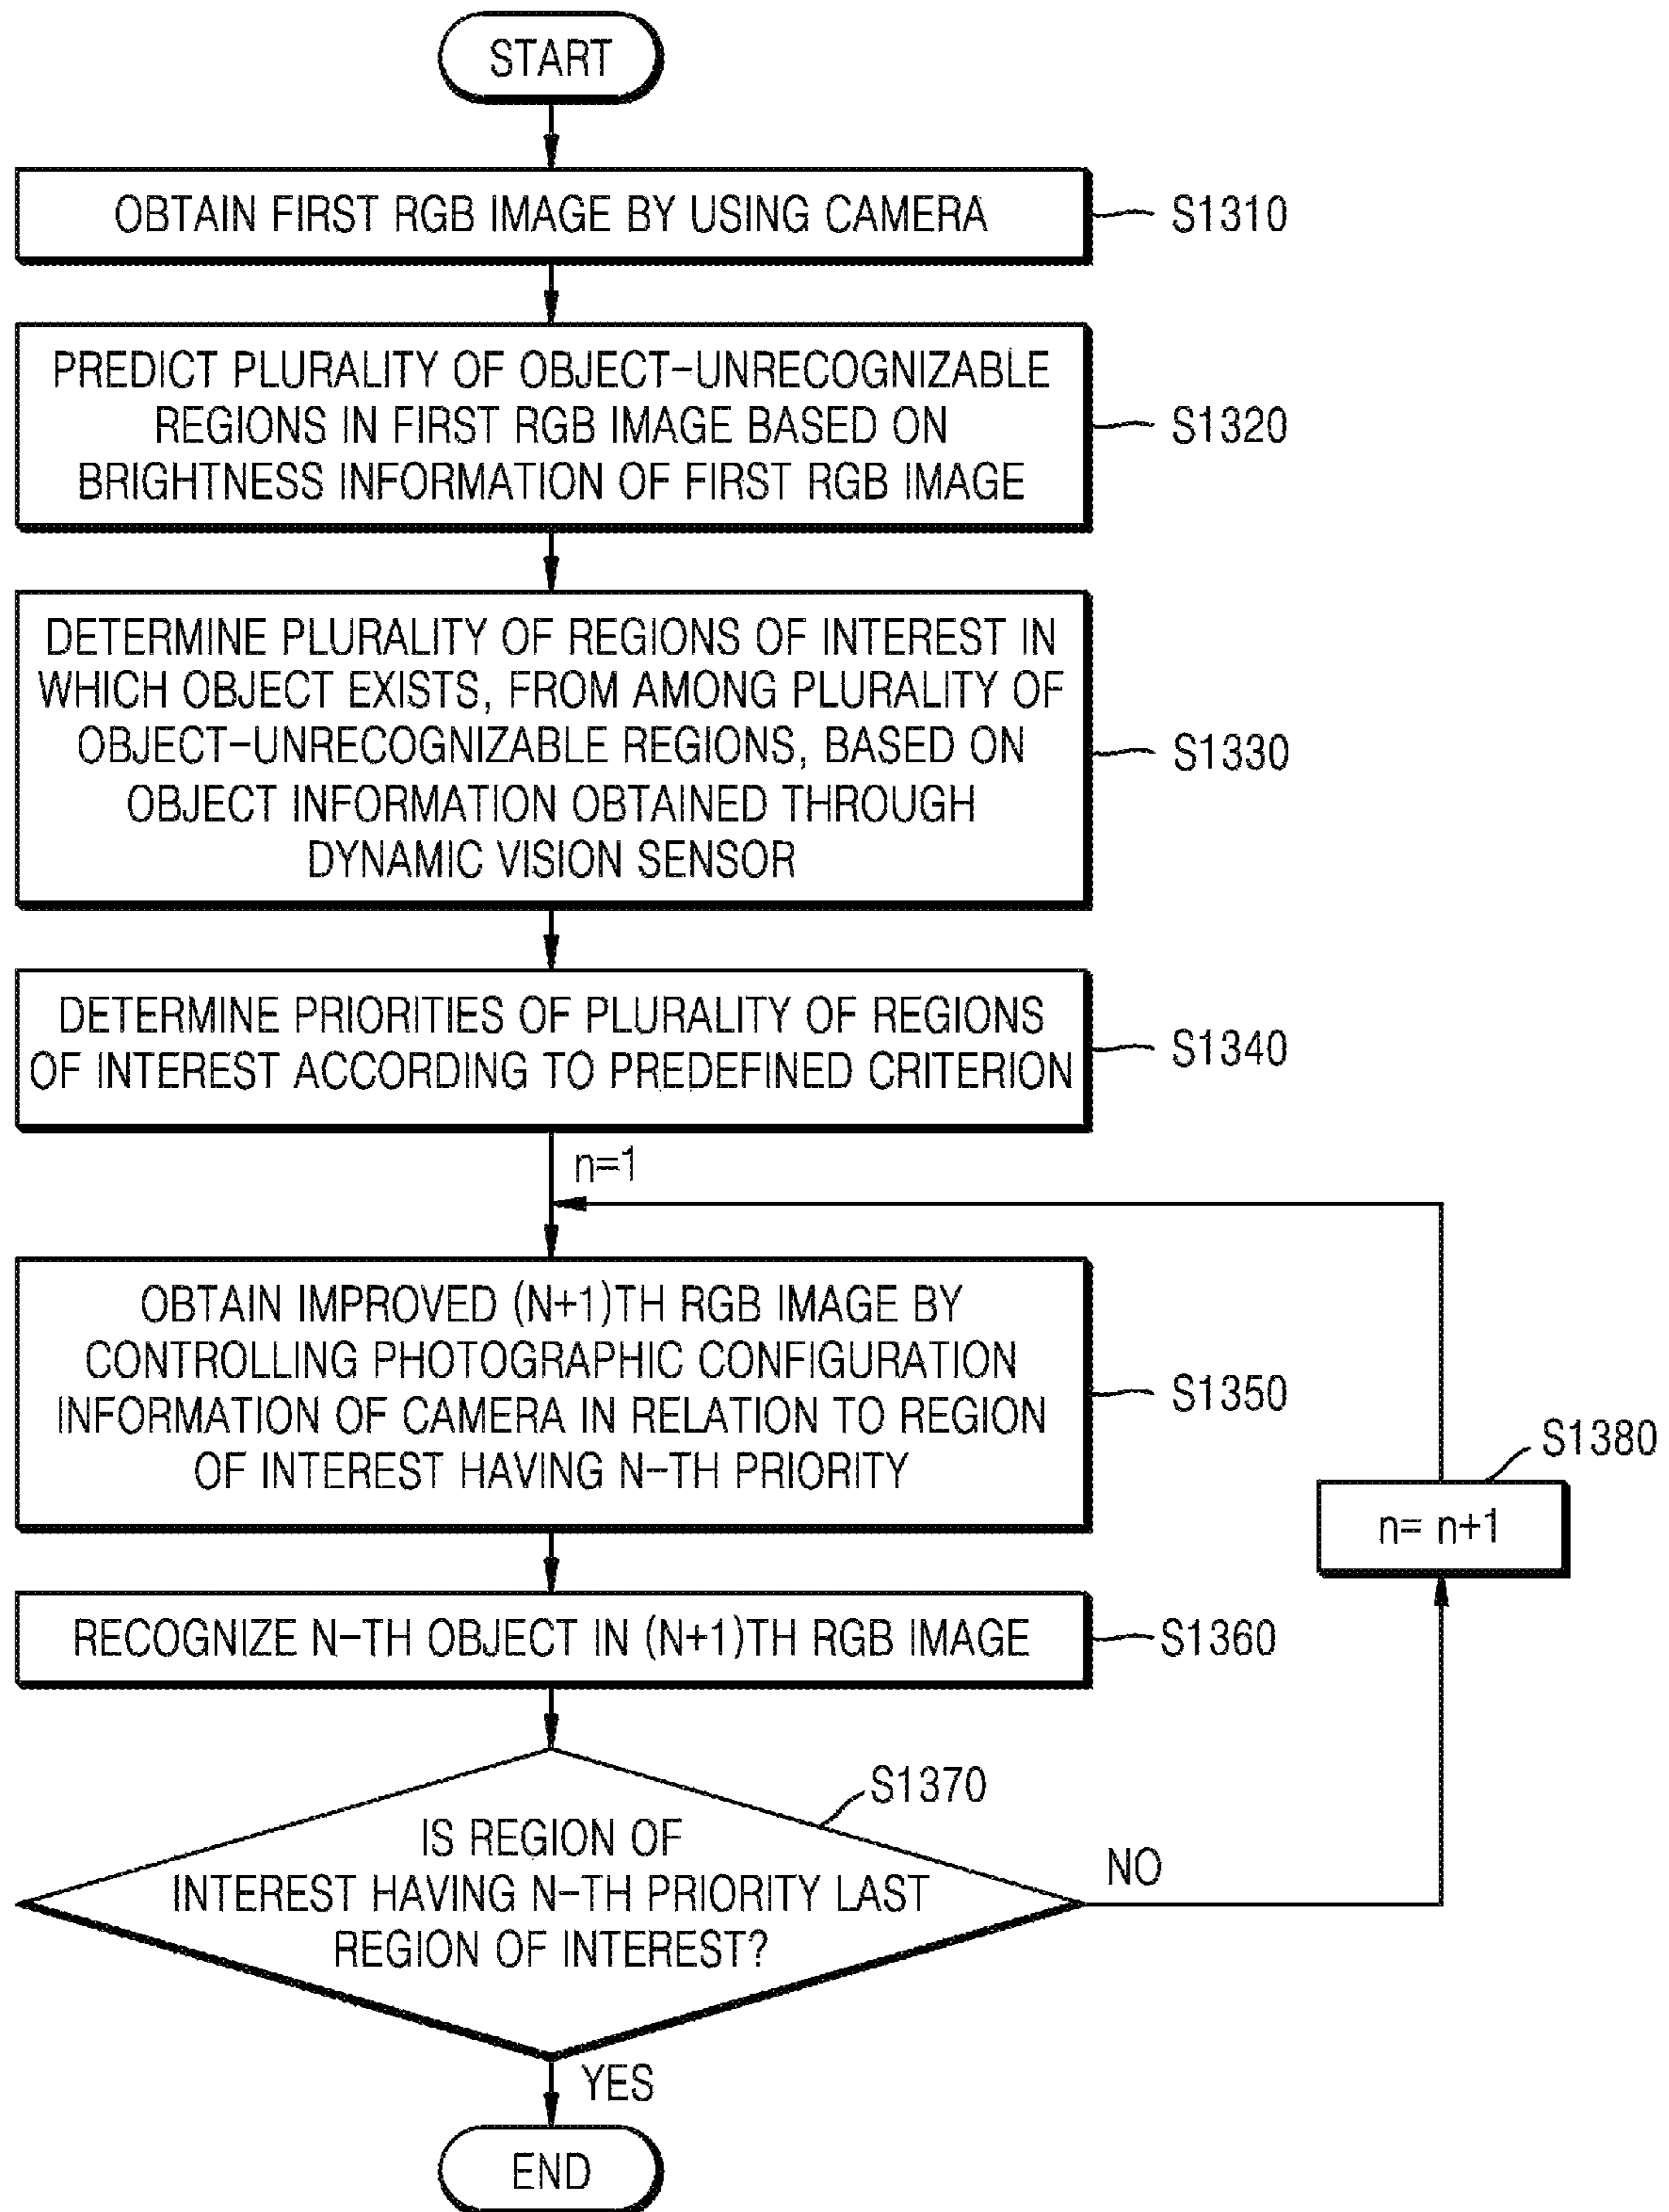 START
OBTAIN FIRST RGB IMAGE BY USING CAMERA
S1310
PREDICT PLURALITY OF OBJECT-UNRECOGNIZABLE
REGIONS IN FIRST RGB IMAGE BASED ON
BRIGHTNESS INFORMATION OF FIRST RGB IMAGE
S1320
DETERMINE PLURALITY OF REGIONS OF INTEREST IN
WHICH OBJECT EXISTS, FROM AMONG PLURALITY OF
OBJECT-UNRECOGNIZABLE REGIONS, BASED ON
OBJECT INFORMATION OBTAINED THROUGH
DYNAMIC VISION SENSOR
S1330
DETERMINE PRIORITIES OF PLURALITY OF REGIONS
OF INTEREST ACCORDING TO PREDEFINED CRITERION
S1340
n=1
OBTAIN IMPROVED (N+1)TH RGB IMAGE BY
CONTROLLING PHOTOGRAPHIC CONFIGURATION
INFORMATION OF CAMERA IN RELATION TO REGION
OF INTEREST HAVING N-TH PRIORITY
S1350
S1380
n= n+1
RECOGNIZE N-TH OBJECT IN (N+1)TH RGB IMAGE
S1360
S1370
IS REGION OF
INTEREST HAVING N-TH PRIORITY LAST
REGION OF INTEREST?
NO
YES
END